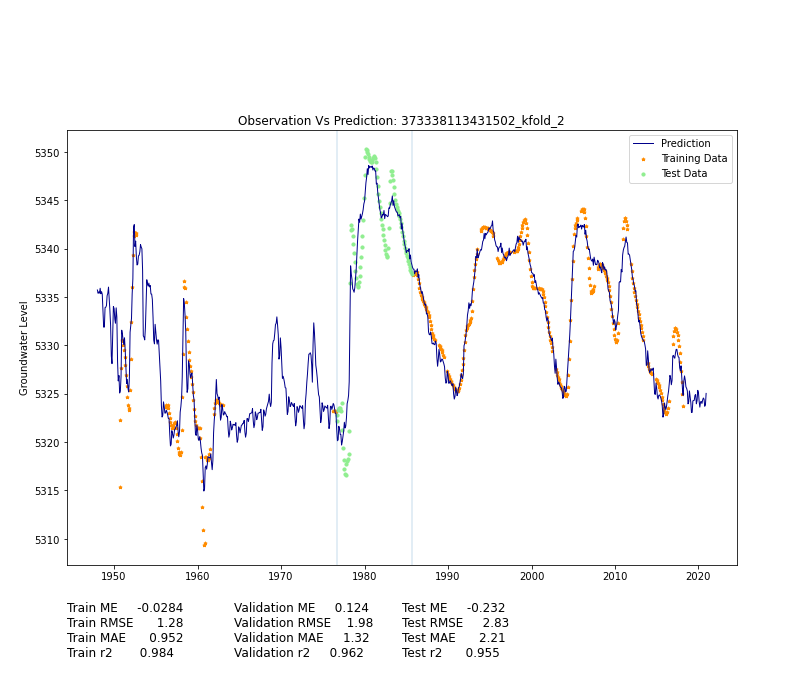 Observation Vs Prediction: 373338113431502_kfold_2
Prediction
Training Data
Test Data
Groundwater Level
5350
5345
5340
5335
5330
5325
5320
5315
5310
1950 1960 1970 1980 1990 2000 2010 2020
Train ME -0.0284 Validation ME 0.124 Test ME -0.232
Train RMSE 1.28 Validation RMSE 1.98 Test RMSE 2.83
Train MAE 0.952 Validation MAE 1.32 Test MAE 2.21
Train r2 0.984 Validation r2 0.962 Test r2 0.955